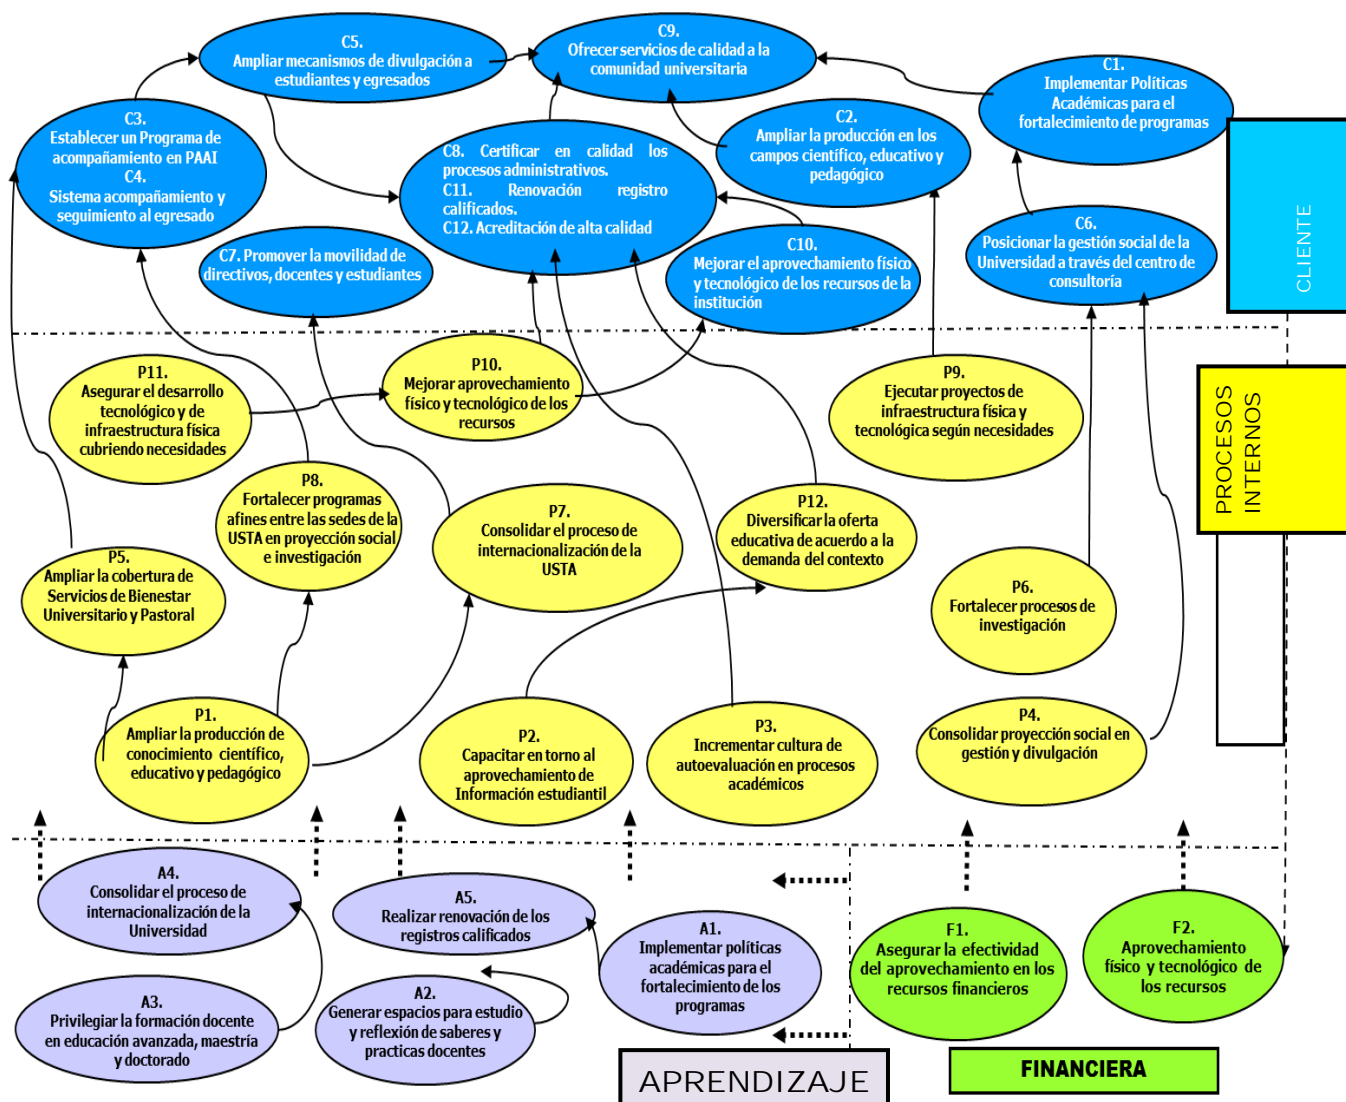 C5.
Ampliar mecanismos de divulgación a
estudiantes y egresados
C9.
Ofrecer servicios de calidad a la
comunidad universitaria
C1.
Implementar Políticas
Académicas para el
fortalecimiento de programas
C3.
Establecer un Programa de
acompañamiento en PAAI
C4.
Sistema acompañamiento y
seguimiento al egresado
C2.
Ampliar la producción en los
campos científico, educativo y
pedagógico
C8. Certificar en calidad los
procesos administrativos.
C11. Renovación registro
calificados.
C12. Acreditación de alta calidad
C7. Promover la movilidad de
directivos, docentes y estudiantes
C10.
Mejorar el aprovechamiento físico
y tecnológico de los recursos de la
institución
C6.
Posicionar la gestión social de la
Universidad a través del centro de
consultoría
CLIENTE
P11.
Asegurar el desarrollo
tecnológico y de
infraestructura física
cubriendo necesidades
P10.
Mejorar aprovechamiento
físico y tecnológico de los
recursos
P9.
Ejecutar proyectos de
infraestructura física y
tecnológica según necesidades
PROCESOS
INTERNOS
P8.
Fortalecer programas
afines entre las sedes de la
USTA en proyección social
e investigación
P7.
Consolidar el proceso de
internacionalización de la
USTA
P12.
Diversificar la oferta
educativa de acuerdo a la
demanda del contexto
P5.
Ampliar la cobertura de
Servicios de Bienestar
Universitario y Pastoral
P6.
Fortalecer procesos de
investigación
P1.
Ampliar la producción de
conocimiento científico,
educativo y pedagógico
P2.
Capacitar en torno al
aprovechamiento de
Información estudiantil
P3.
Incrementar cultura de
autoevaluación en procesos
académicos
P4.
Consolidar proyección social en
gestión y divulgación
A4.
Consolidar el proceso de
internacionalización de la
Universidad
A5.
Realizar renovación de los
registros calificados
A1.
Implementar políticas
académicas para el
fortalecimiento de los
programas
F1.
Asegurar la efectividad
del aprovechamiento en los
recursos financieros
F2.
Aprovechamiento
físico y tecnológico de
los recursos
A3.
Privilegiar la formación docente
en educación avanzada, maestría
y doctorado
A2.
Generar espacios para estudio
y reflexión de saberes y
practicas docentes
APRENDIZAJE
FINANCIERA